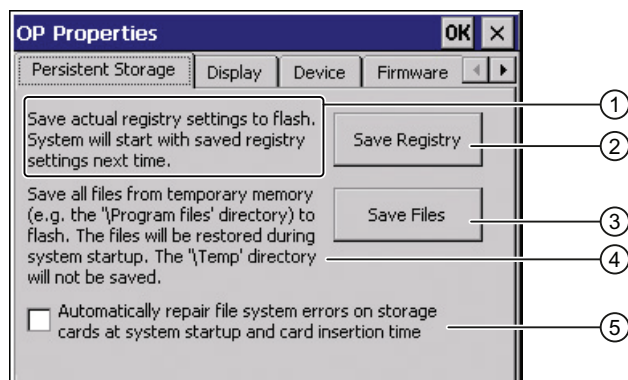 OP Properties OK ×
Persistent Storage Display Device Firmware
Save actual registry settings to flash.
System will start with saved registry
settings next time.
Save Registry
Save all files from temporary memory
(e.g. the '\Program files' directory) to
flash. The files will be restored during
system startup. The '\Temp' directory
will not be saved.
Save Files
Automatically repair file system errors on storage
cards at system startup and card insertion time
1
2
3
4
5